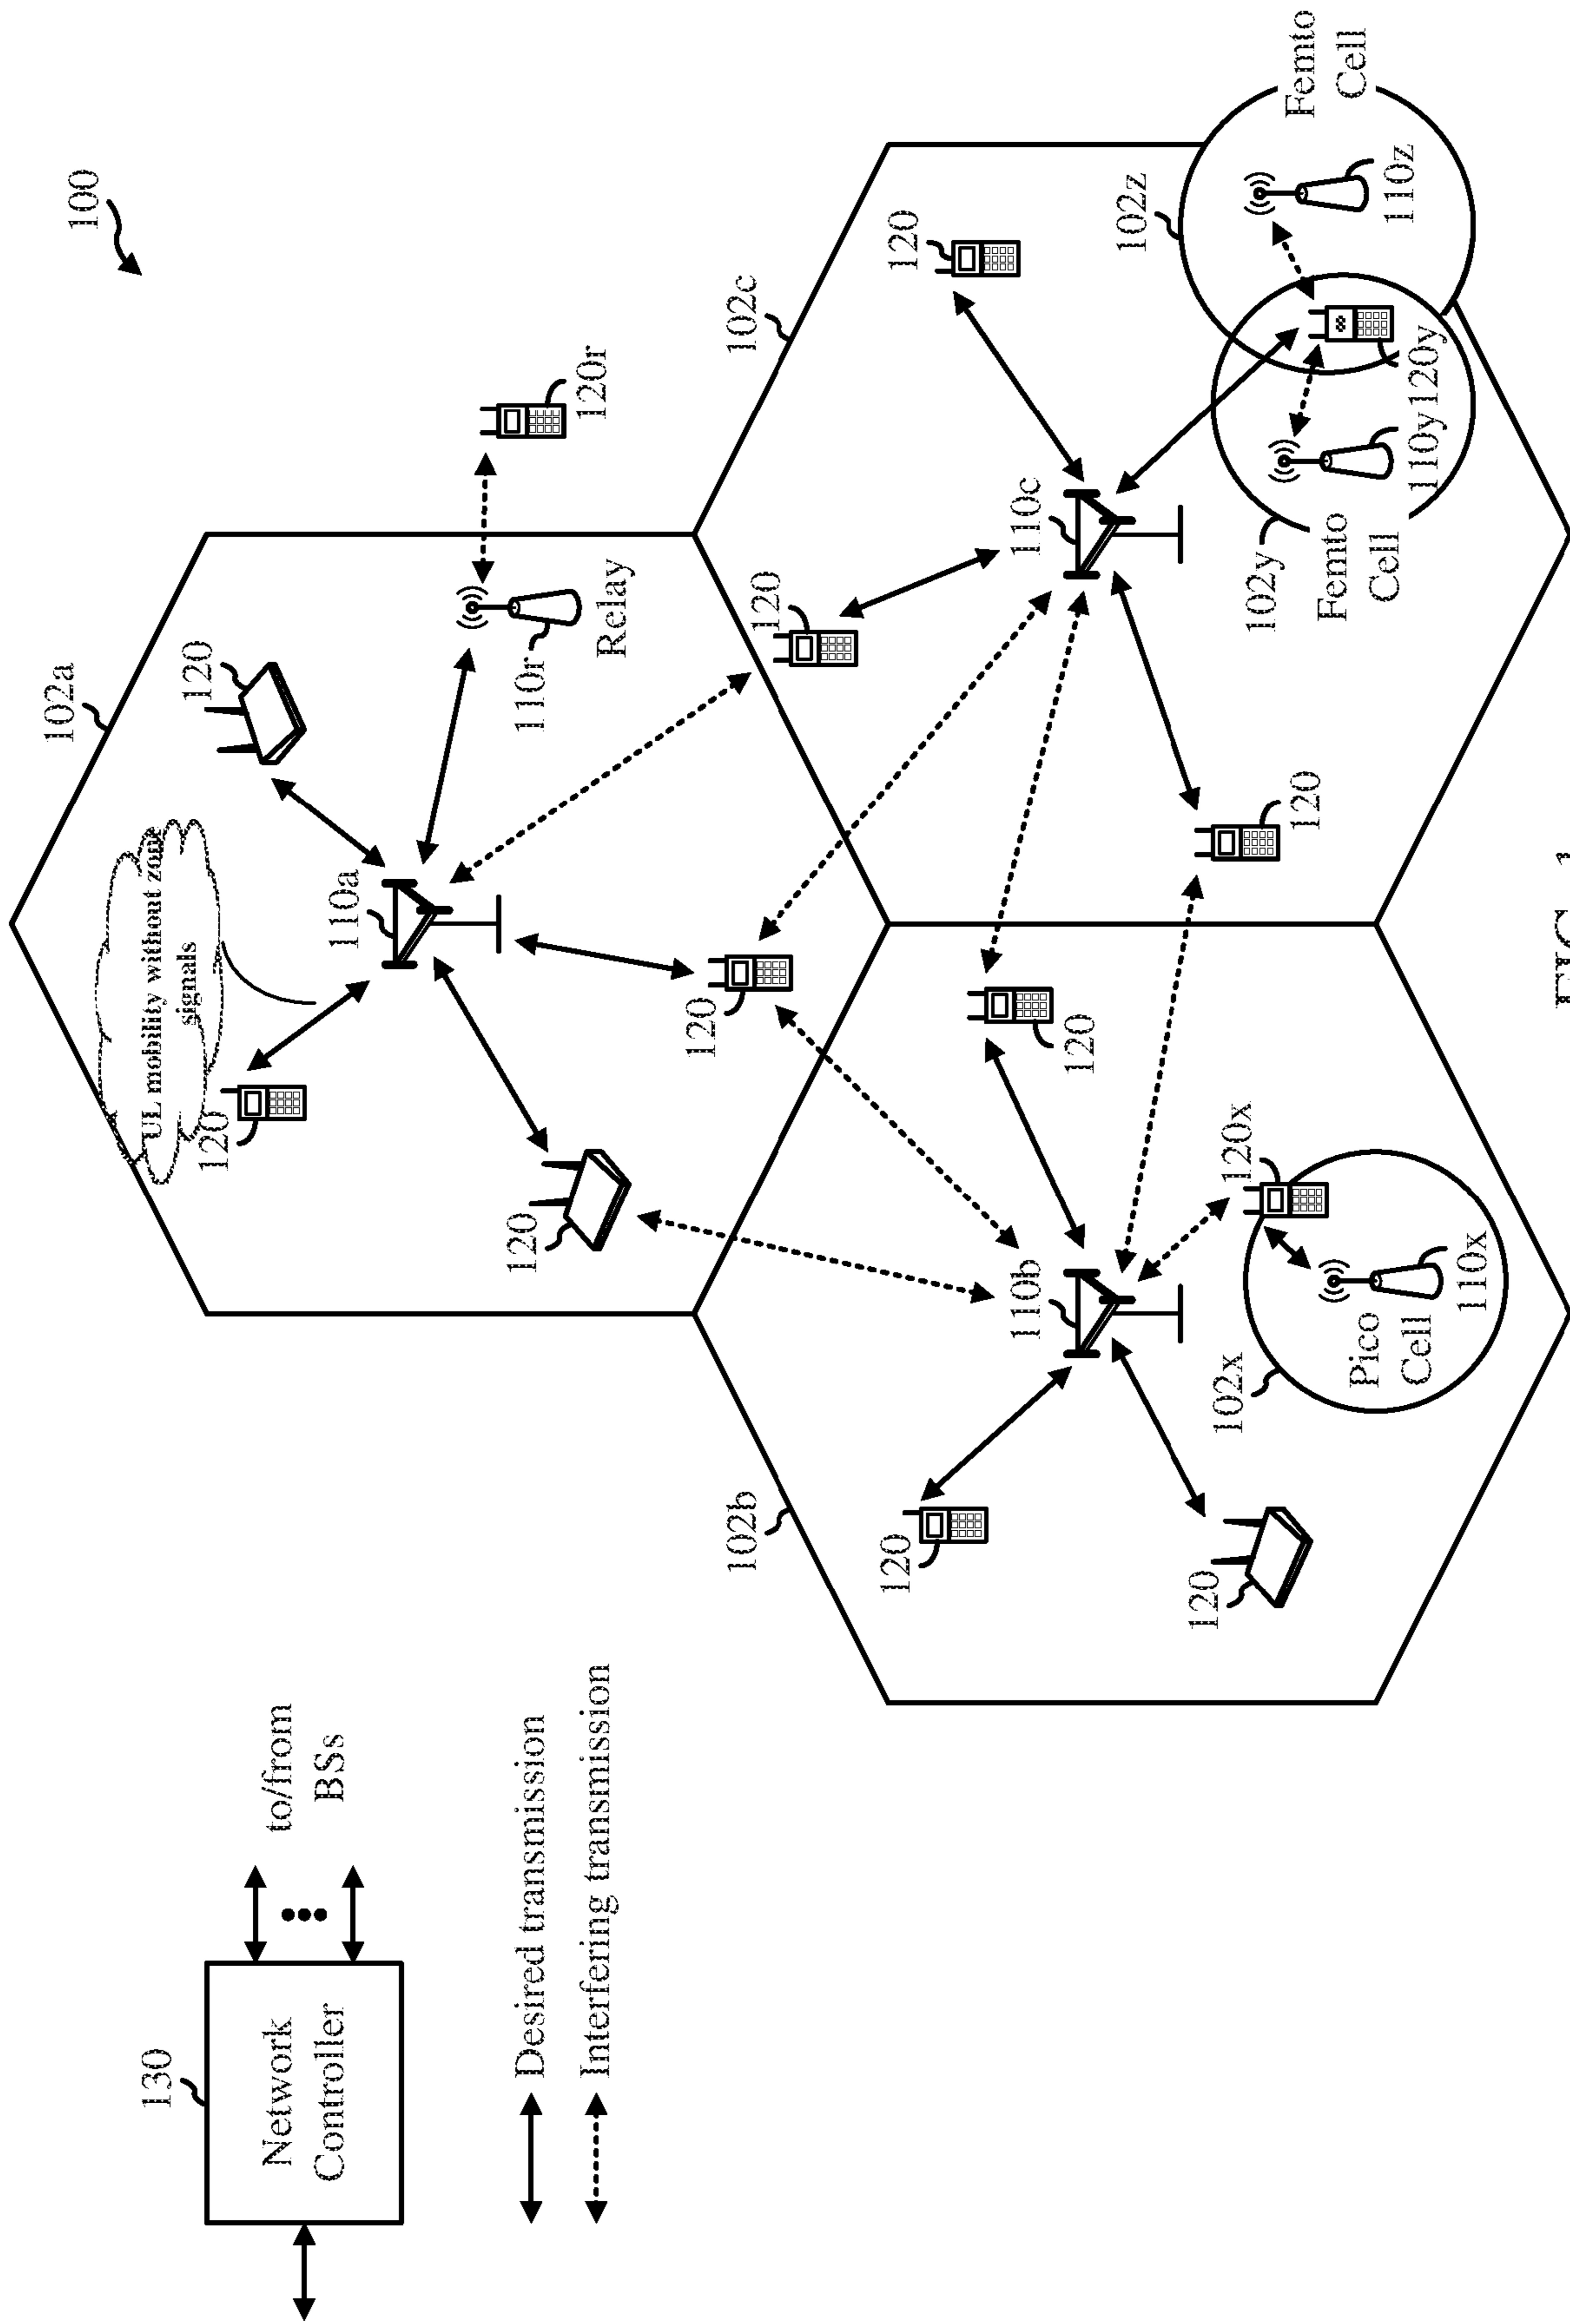 100
130
Network
Controller
to/from
BSs
Desired transmission
Interfering transmission
102a
UL mobility without zone
signals
120
120
110a
120
120
110r
Relay
120r
102b
120
120
110b
120
102x
Pico
Cell
110x
120x
102c
120
120
110c
120
102y
Femto
Cell
110y
120y
102z
110z
Femto
Cell